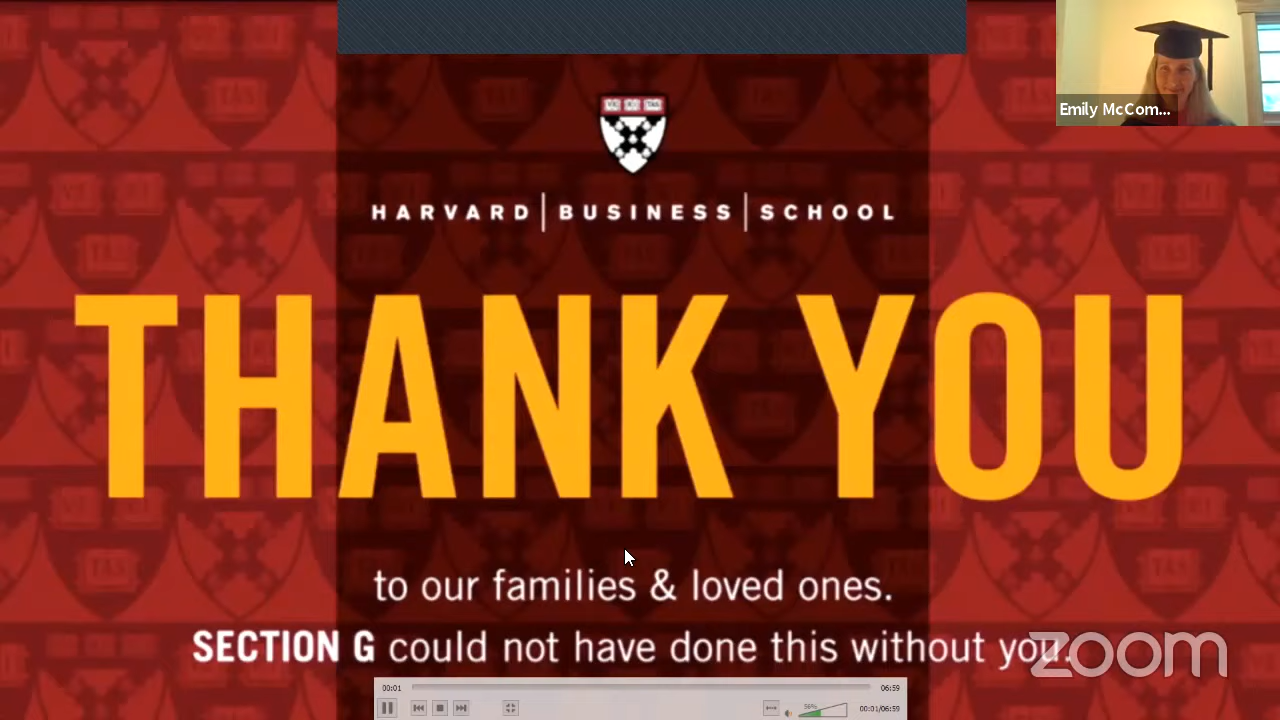 Emily McCom...
HARVARD BUSINESS SCHOOL
THANK YOU
to our families & loved ones.
SECTION G could not have done this without you.
zoom
00:01
06:59
56%
00:01/06:59